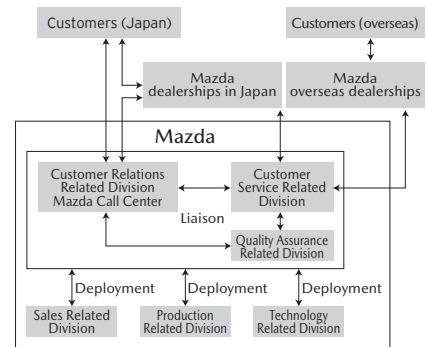 Customers (Japan)
Customers (overseas)
Mazda
dealerships in Japan
Mazda
overseas dealerships
Mazda
Customer Relations
Related Division
Mazda Call Center
Customer
Service Related
Division
Liaison
Quality Assurance
Related Division
Deployment
Deployment
Deployment
Sales Related
Division
Production
Related Division
Technology
Related Division